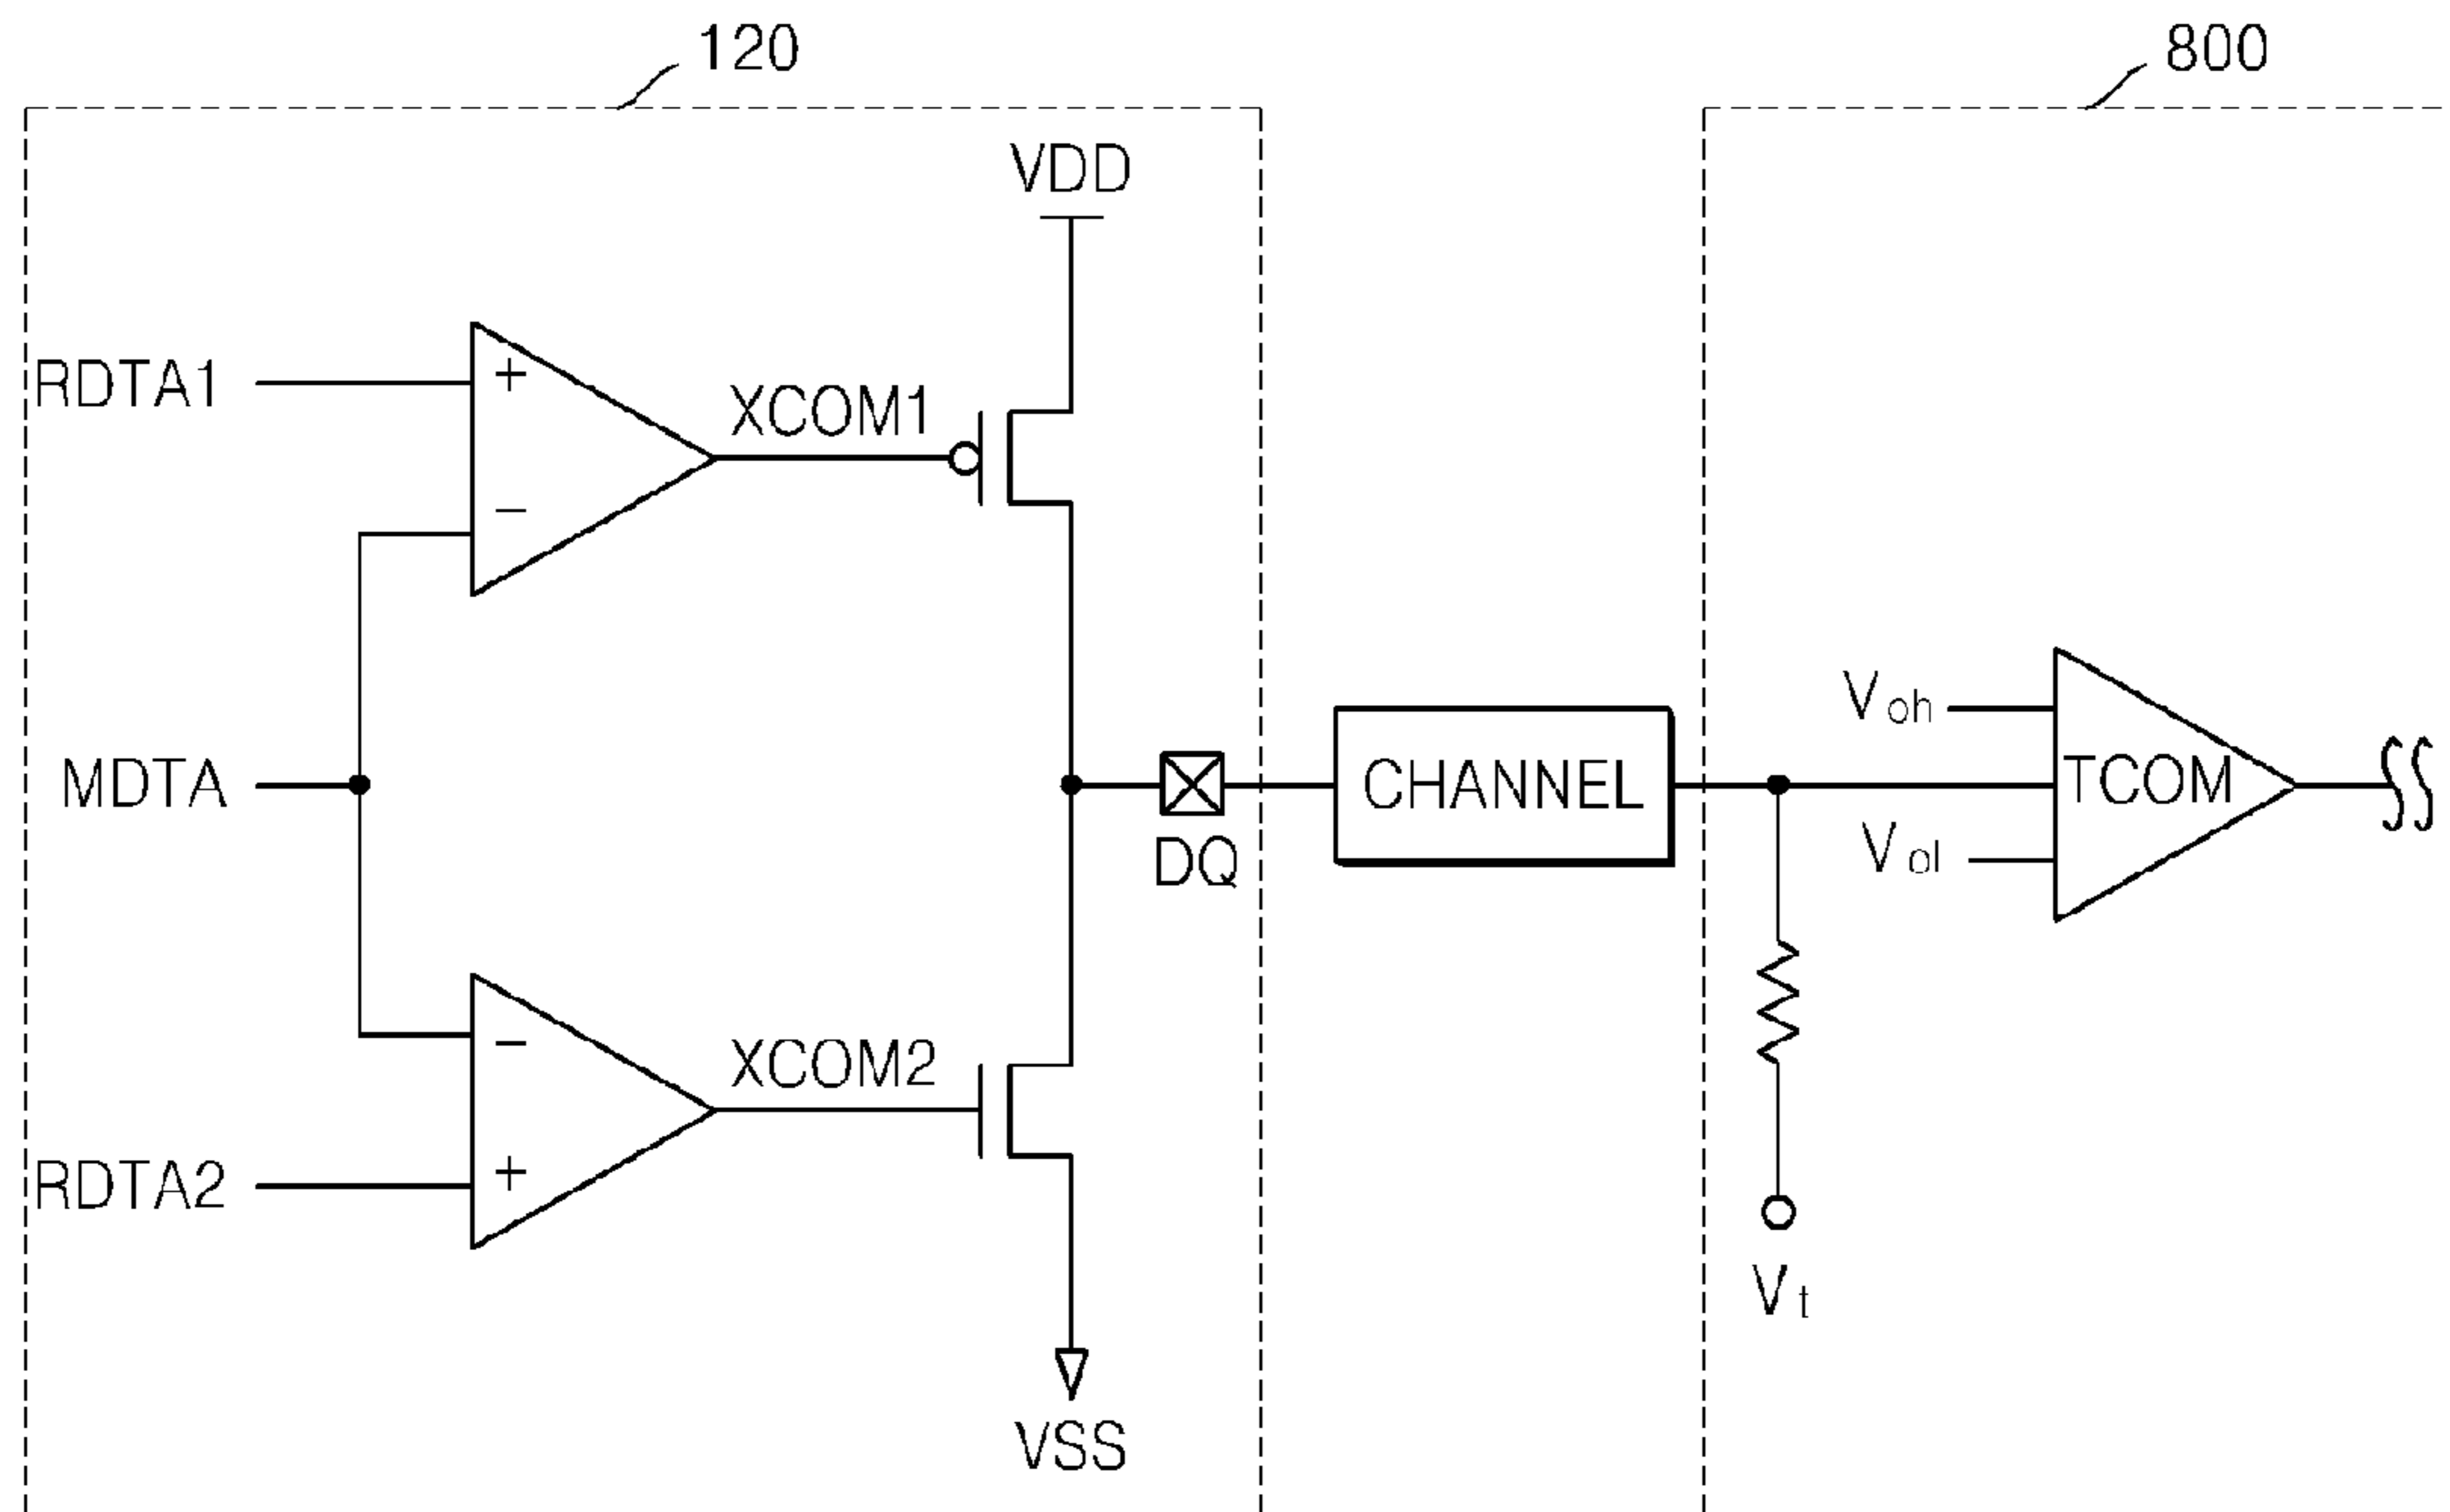 120
800
VDD
RDTA1
+
XCOM1
−
Voh
MDTA
CHANNEL
TCOM
DQ
Vol
−
XCOM2
RDTA2
+
Vt
VSS